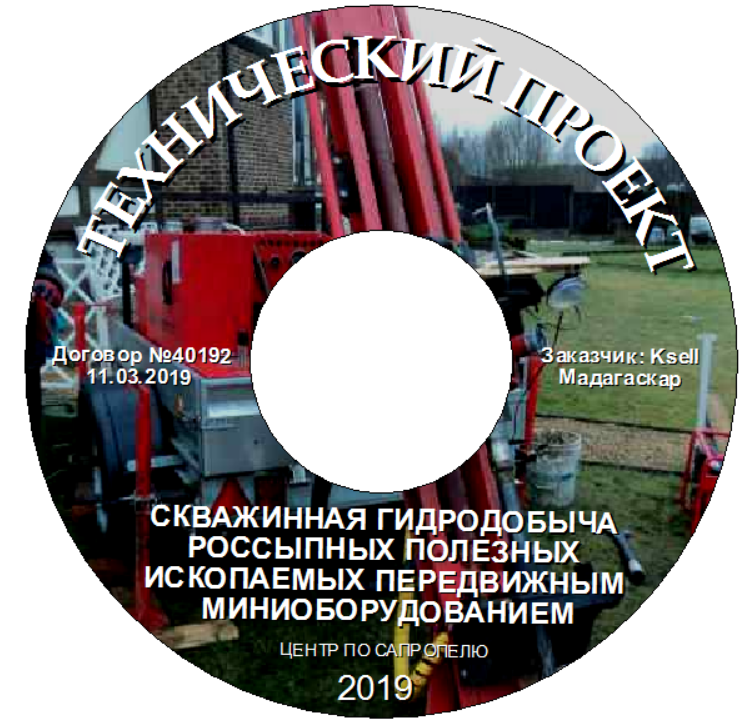 ТЕХНИЧЕСКИЙ ПРОЕКТ
Договор №40192
11.03.2019
Заказчик: Ksell
Мадагаскар
СКВАЖИННАЯ ГИДРОДОБЫЧА
РОССЫПНЫХ ПОЛЕЗНЫХ
ИСКОПАЕМЫХ ПЕРЕДВИЖНЫМ
МИНИОБОРУДОВАНИЕМ
ЦЕНТР ПО САПРОПЕЛЮ
2019